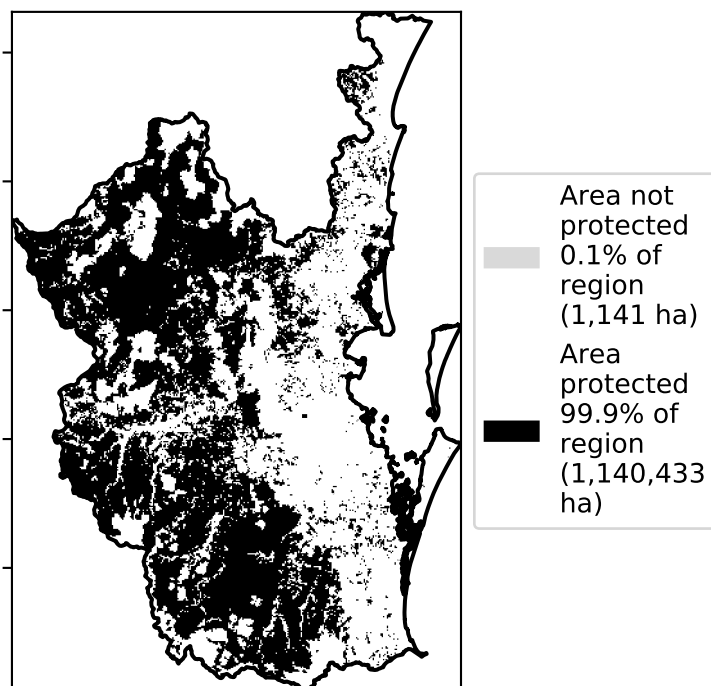 Area not
protected
0.1% of
region
(1,141 ha)
Area
protected
99.9% of
region
(1,140,433
ha)